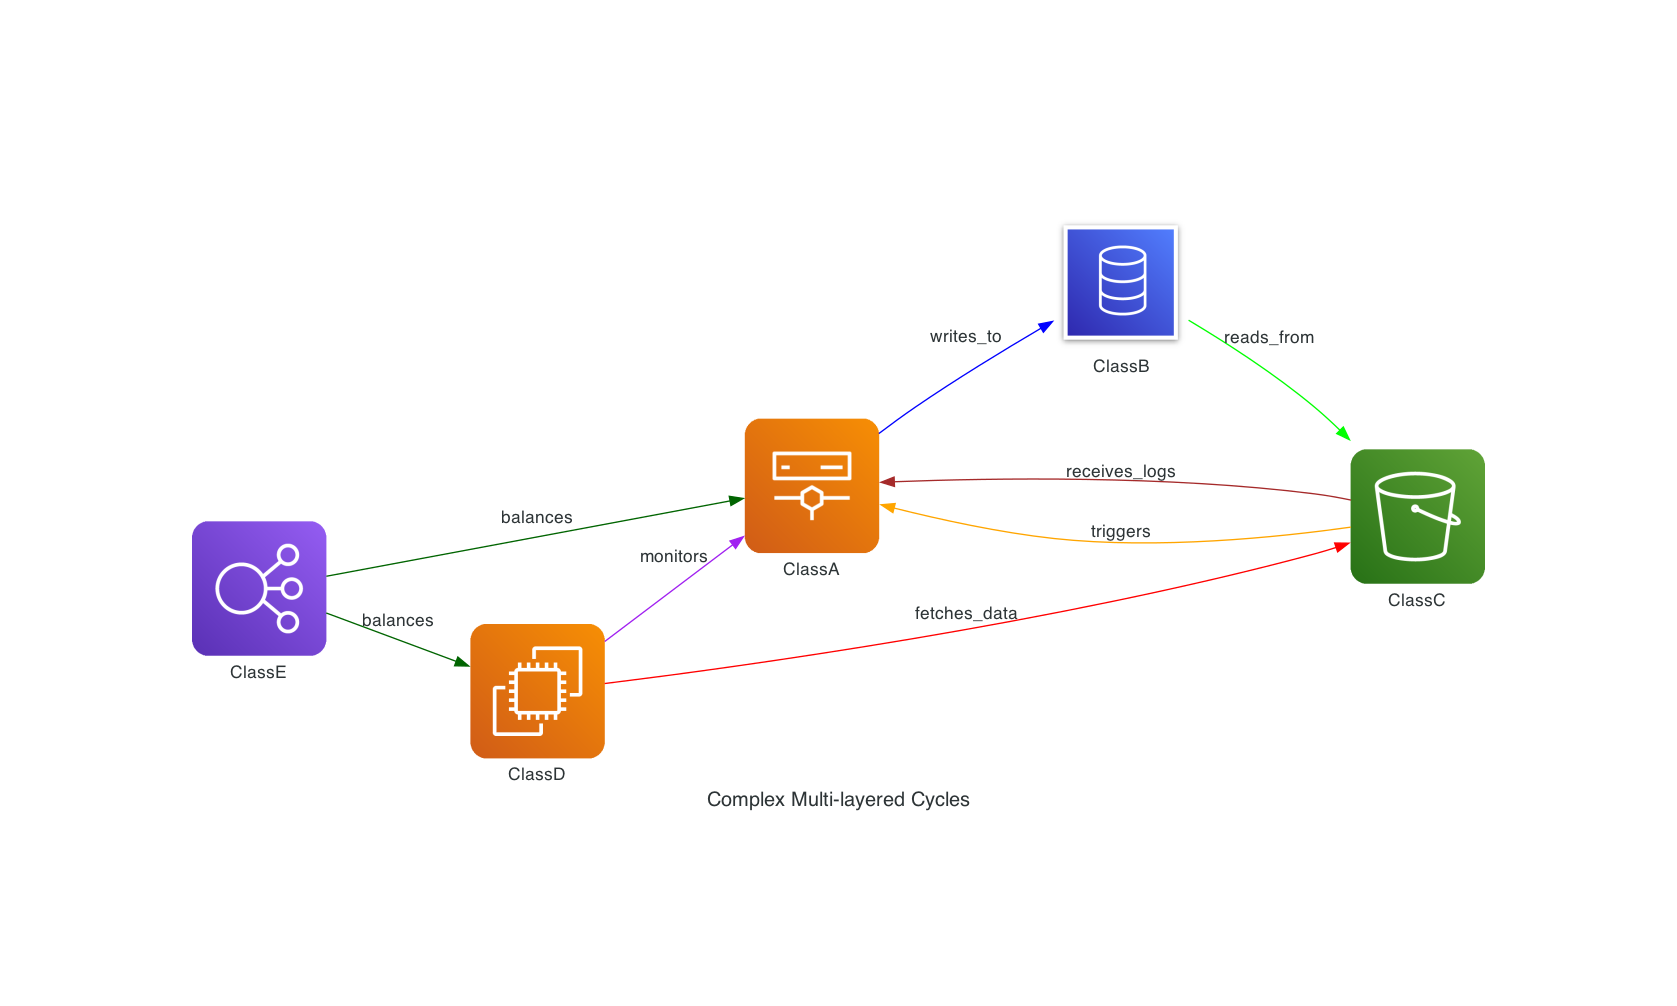 writes_to
reads_from
ClassB
receives_logs
balances
triggers
monitors
ClassA
ClassC
fetches_data
balances
ClassE
ClassD
Complex Multi-layered Cycles